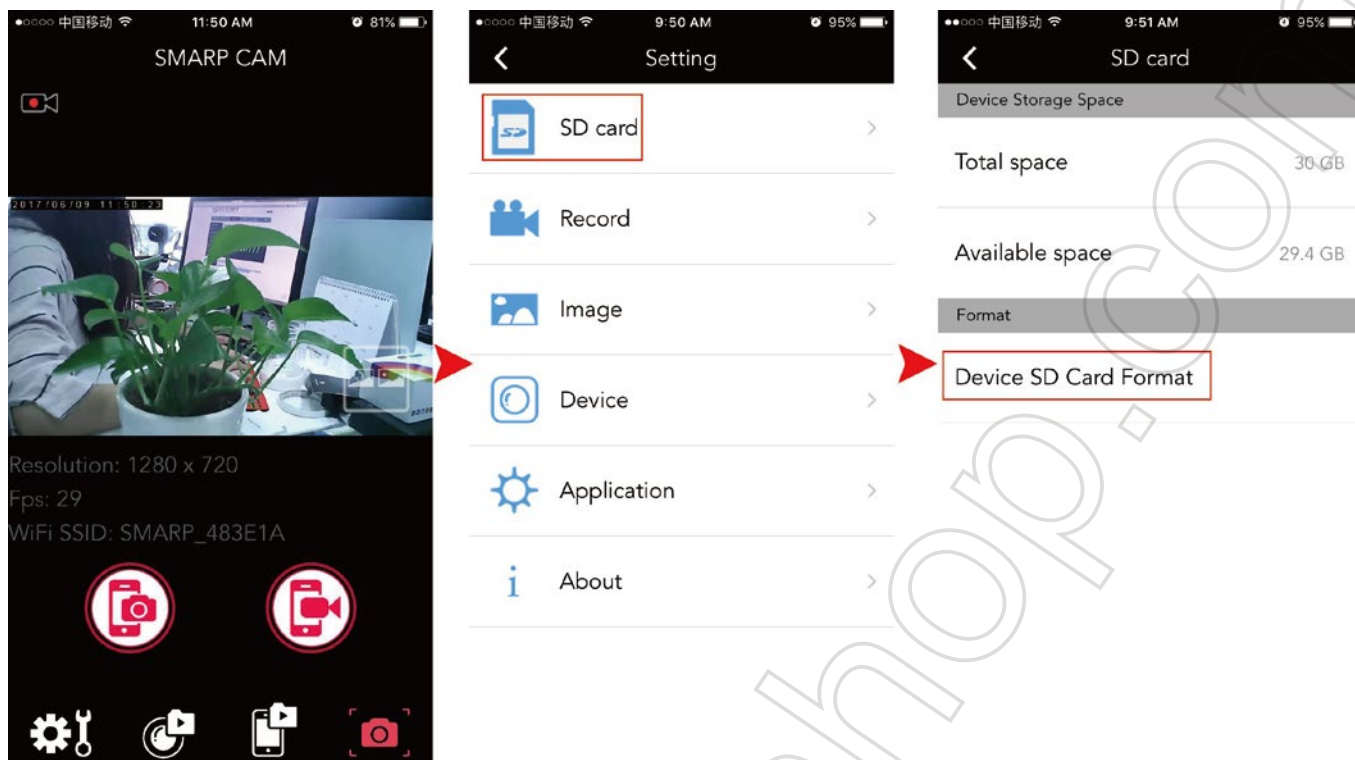 中国移动 11:50 AM 81%
SMARP CAM
2017/06/09 11:50:23
Resolution: 1280 x 720
Fps: 29
WiFi SSID: SMARP_483E1A
中国移动 9:50 AM 95%
Setting
SD card
Record
Image
Device
Application
i About
中国移动 9:51 AM 95%
SD card
Device Storage Space
Total space 30 GB
Available space 29.4 GB
Format
Device SD Card Format
hop.com